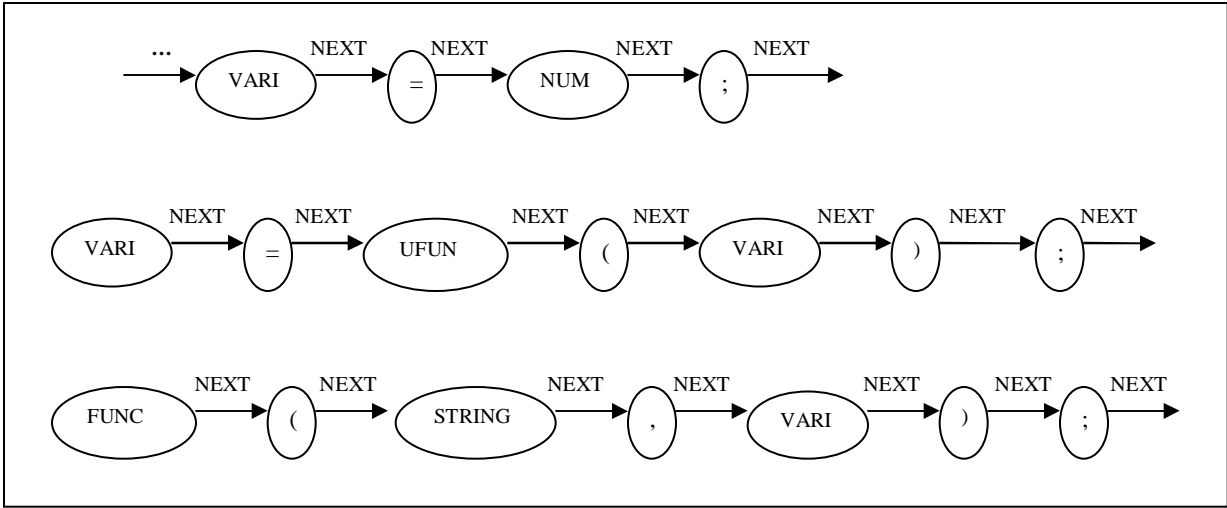 ... NEXT NEXT NEXT NEXT
VARI = NUM ;
NEXT NEXT NEXT NEXT NEXT NEXT NEXT
VARI = UFUN ( VARI ) ;
NEXT NEXT NEXT NEXT NEXT NEXT NEXT
FUNC ( STRING , VARI ) ;